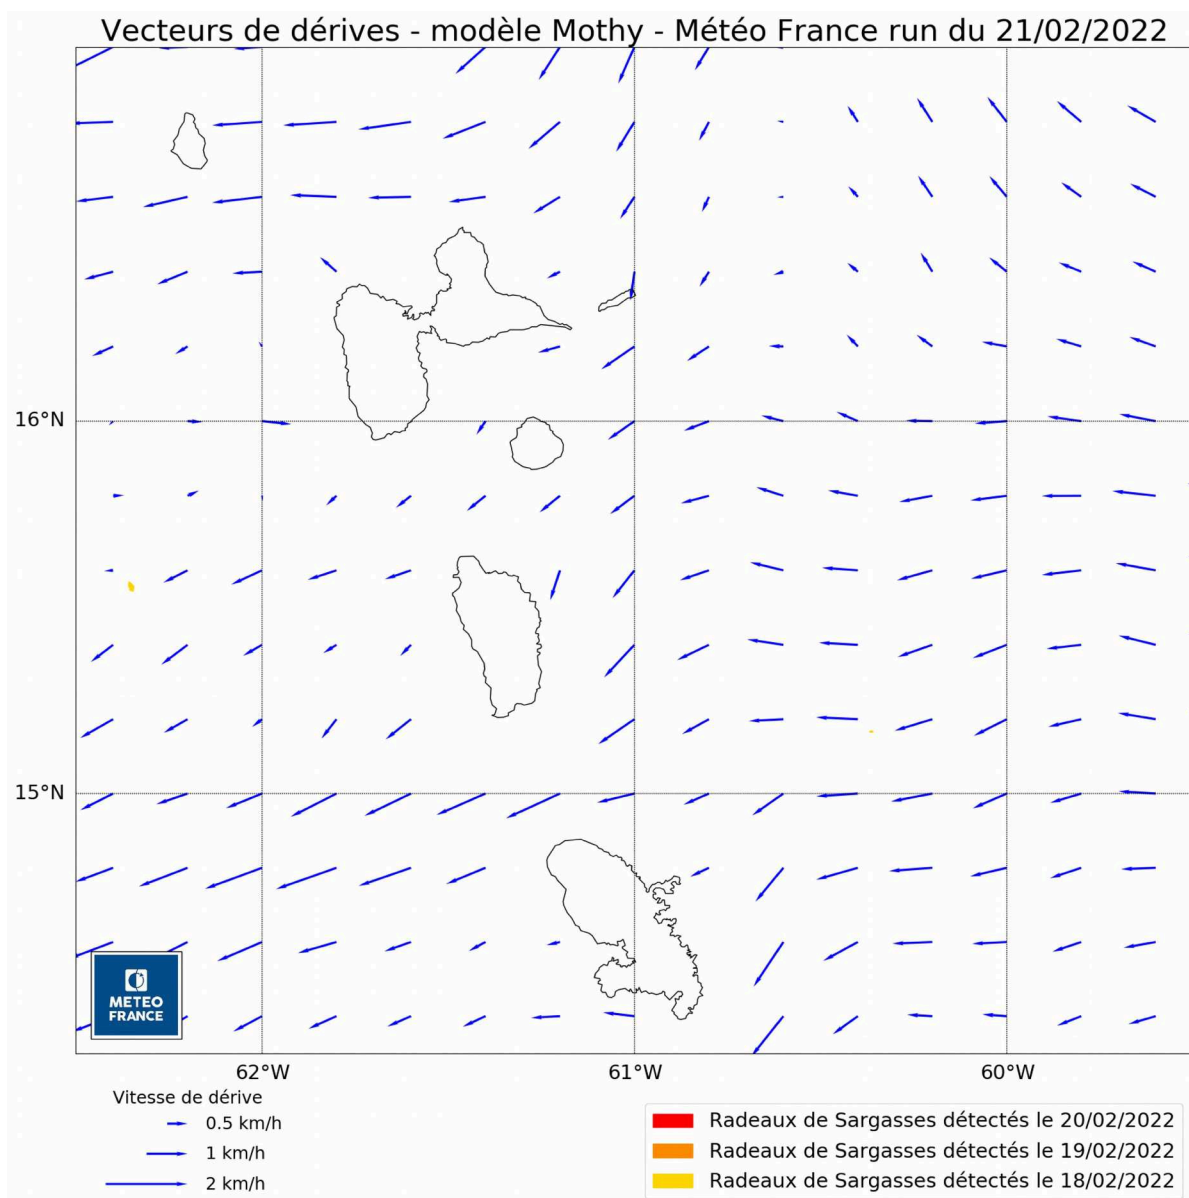 Vecteurs de dérives - modèle Mothy - Météo France run du 21/02/2022
16°N
15°N
METEO
FRANCE
62°W
61°W
60°W
Vitesse de dérive
0.5 km/h
1 km/h
2 km/h
Radeaux de Sargasses détectés le 20/02/2022
Radeaux de Sargasses détectés le 19/02/2022
Radeaux de Sargasses détectés le 18/02/2022